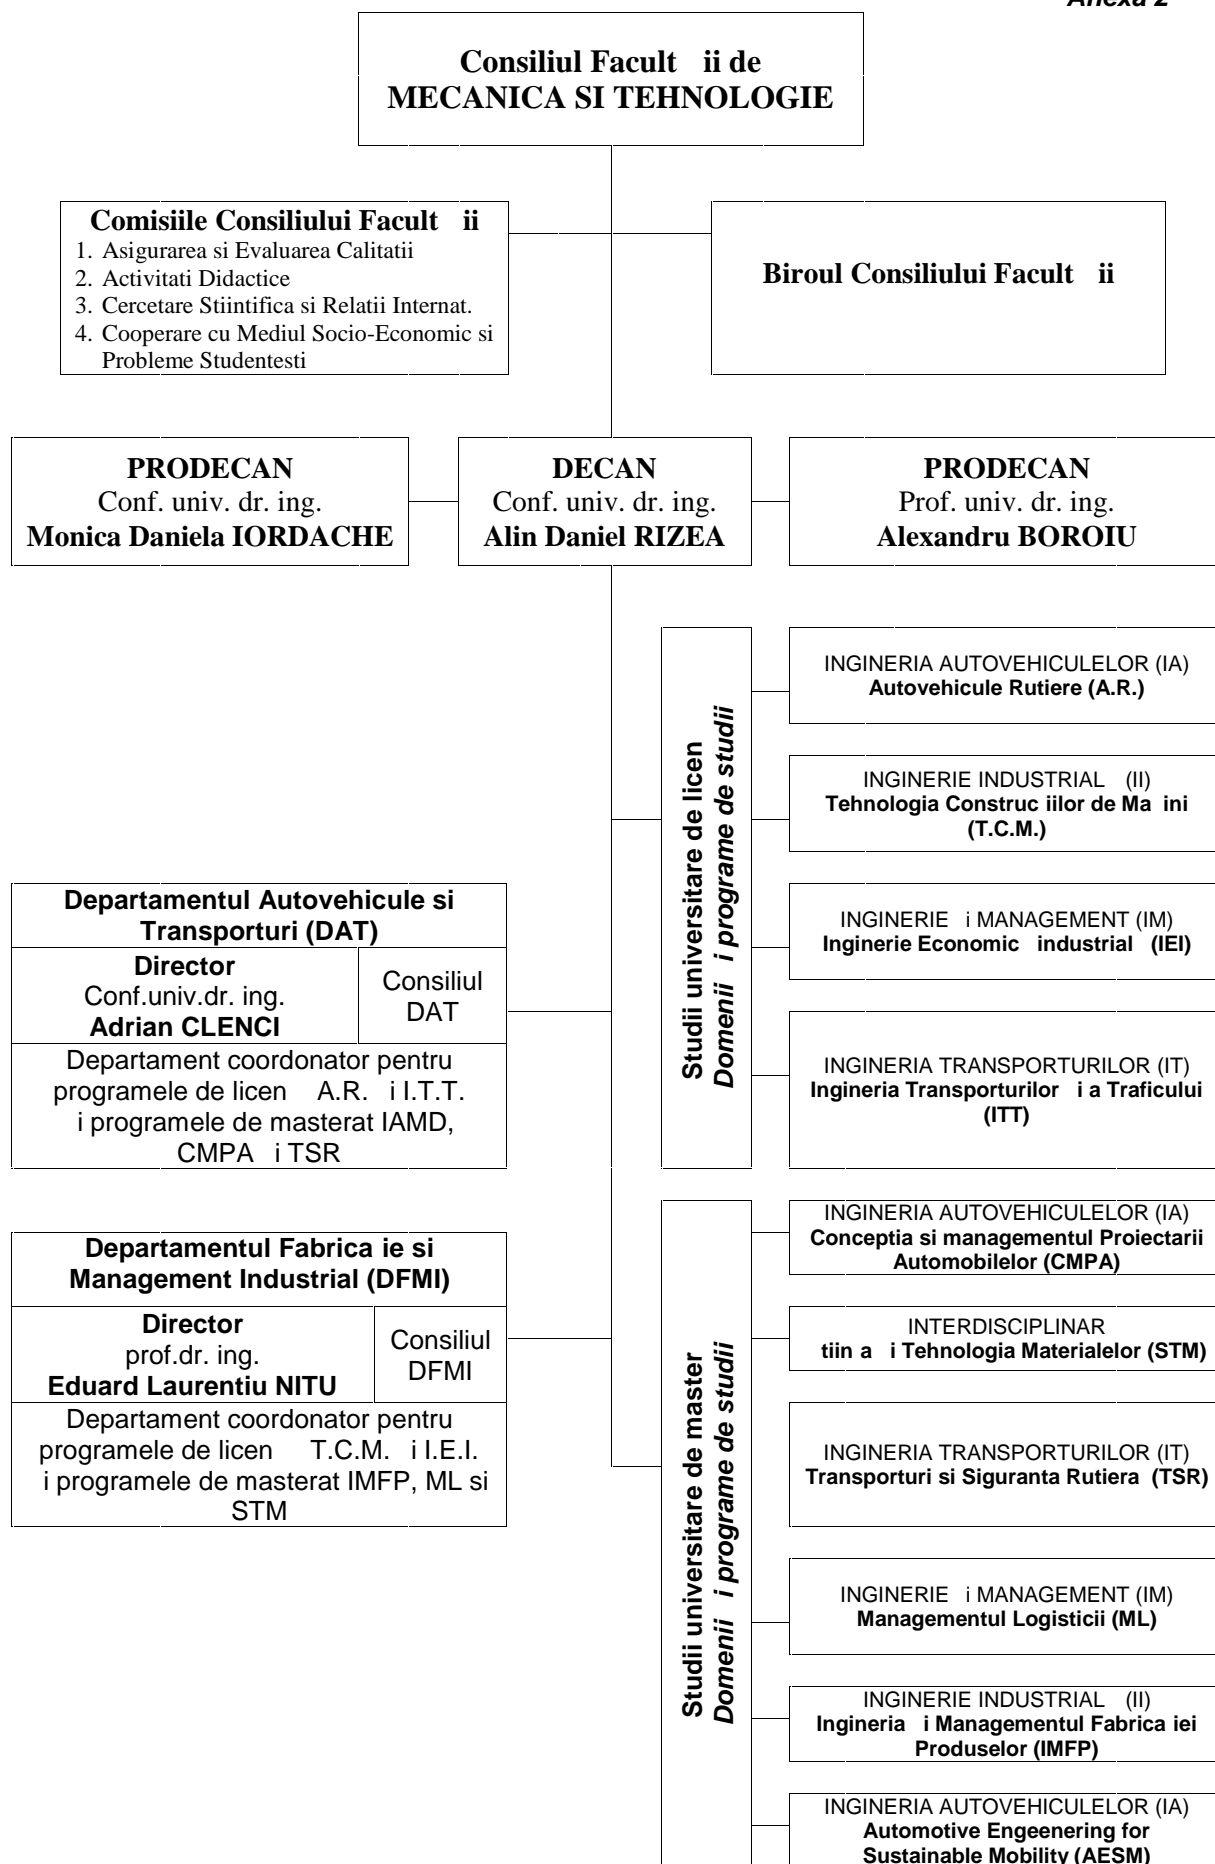 Anexa 2
Consiliul Facult ii de
MECANICA SI TEHNOLOGIE
Comisiile Consiliului Facult ii
1. Asigurarea si Evaluarea Calitatii
2. Activitati Didactice
3. Cercetare Stiintifica si Relatii Internat.
4. Cooperare cu Mediul Socio-Economic si
Probleme Studentesti
Biroul Consiliului Facult ii
PRODECAN
Conf. univ. dr. ing.
Monica Daniela IORDACHE
DECAN
Conf. univ. dr. ing.
Alin Daniel RIZEA
PRODECAN
Prof. univ. dr. ing.
Alexandru BOROIU
Studii universitare de licen
Domenii i programe de studii
INGINERIA AUTOVEHICULELOR (IA)
Autovehicule Rutiere (A.R.)
INGINERIE INDUSTRIAL (II)
Tehnologia Construc iilor de Ma ini
(T.C.M.)
INGINERIE i MANAGEMENT (IM)
Inginerie Economic industrial (IEI)
INGINERIA TRANSPORTURILOR (IT)
Ingineria Transporturilor i a Traficului
(ITT)
Departamentul Autovehicule si
Transporturi (DAT)
Director
Conf.univ.dr. ing.
Adrian CLENCI
Consiliul
DAT
Departament coordonator pentru
programele de licen A.R. i I.T.T.
i programele de masterat IAMD,
CMPA i TSR
Departamentul Fabrica ie si
Management Industrial (DFMI)
Director
prof.dr. ing.
Eduard Laurentiu NITU
Consiliul
DFMI
Departament coordonator pentru
programele de licen T.C.M. i I.E.I.
i programele de masterat IMFP, ML si
STM
Studii universitare de master
Domenii i programe de studii
INGINERIA AUTOVEHICULELOR (IA)
Conceptia si managementul Proiectarii
Automobilelor (CMPA)
INTERDISCIPLINAR
tiin a i Tehnologia Materialelor (STM)
INGINERIA TRANSPORTURILOR (IT)
Transporturi si Siguranta Rutiera (TSR)
INGINERIE i MANAGEMENT (IM)
Managementul Logisticii (ML)
INGINERIE INDUSTRIAL (II)
Ingineria i Managementul Fabrica iei
Produselor (IMFP)
INGINERIA AUTOVEHICULELOR (IA)
Automotive Engeenering for
Sustainable Mobility (AESM)